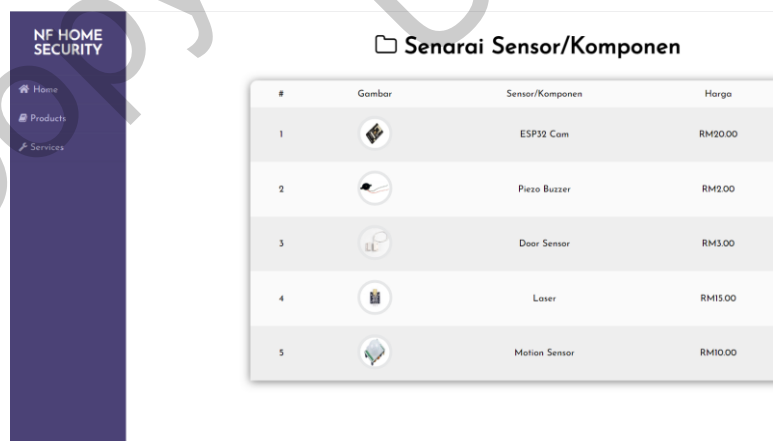 NF HOME
SECURITY
Home
Products
Services
Senarai Sensor/Komponen
# Gambar Sensor/Komponen Harga
1 ESP32 Cam RM20.00
2 Piezo Buzzer RM2.00
3 Door Sensor RM3.00
4 Laser RM15.00
5 Motion Sensor RM10.00